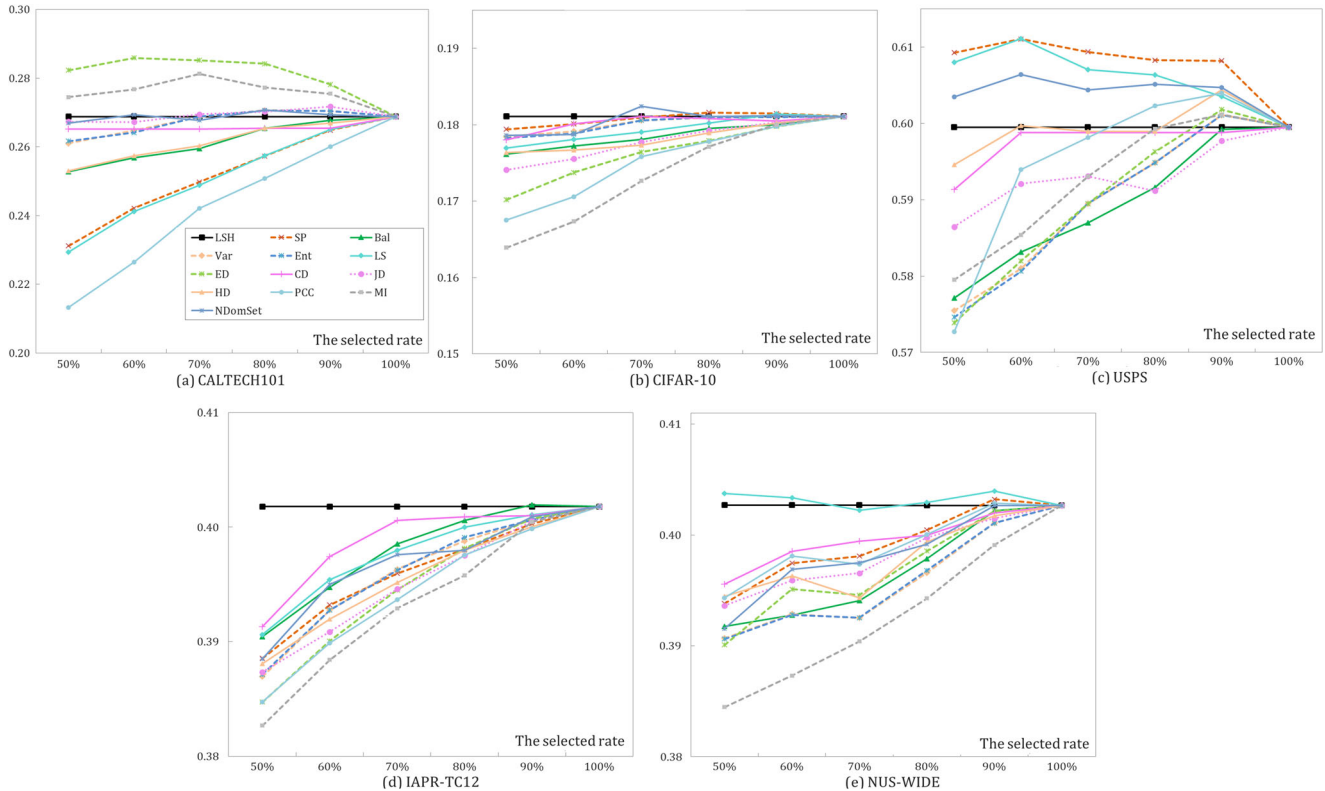 0.30
0.28
0.26
0.24
0.22
0.20
LSH SP Bal
Var Ent LS
ED CD JD
HD PCC MI
NDomSet
The selected rate
50% 60% 70% 80% 90% 100%
(a) CALTECH101
0.19
0.18
0.17
0.16
0.15
The selected rate
50% 60% 70% 80% 90% 100%
(b) CIFAR-10
0.61
0.60
0.59
0.58
0.57
The selected rate
50% 60% 70% 80% 90% 100%
(c) USPS
0.41
0.40
0.39
0.38
The selected rate
50% 60% 70% 80% 90% 100%
(d) IAPR-TC12
0.41
0.40
0.39
0.38
The selected rate
50% 60% 70% 80% 90% 100%
(e) NUS-WIDE